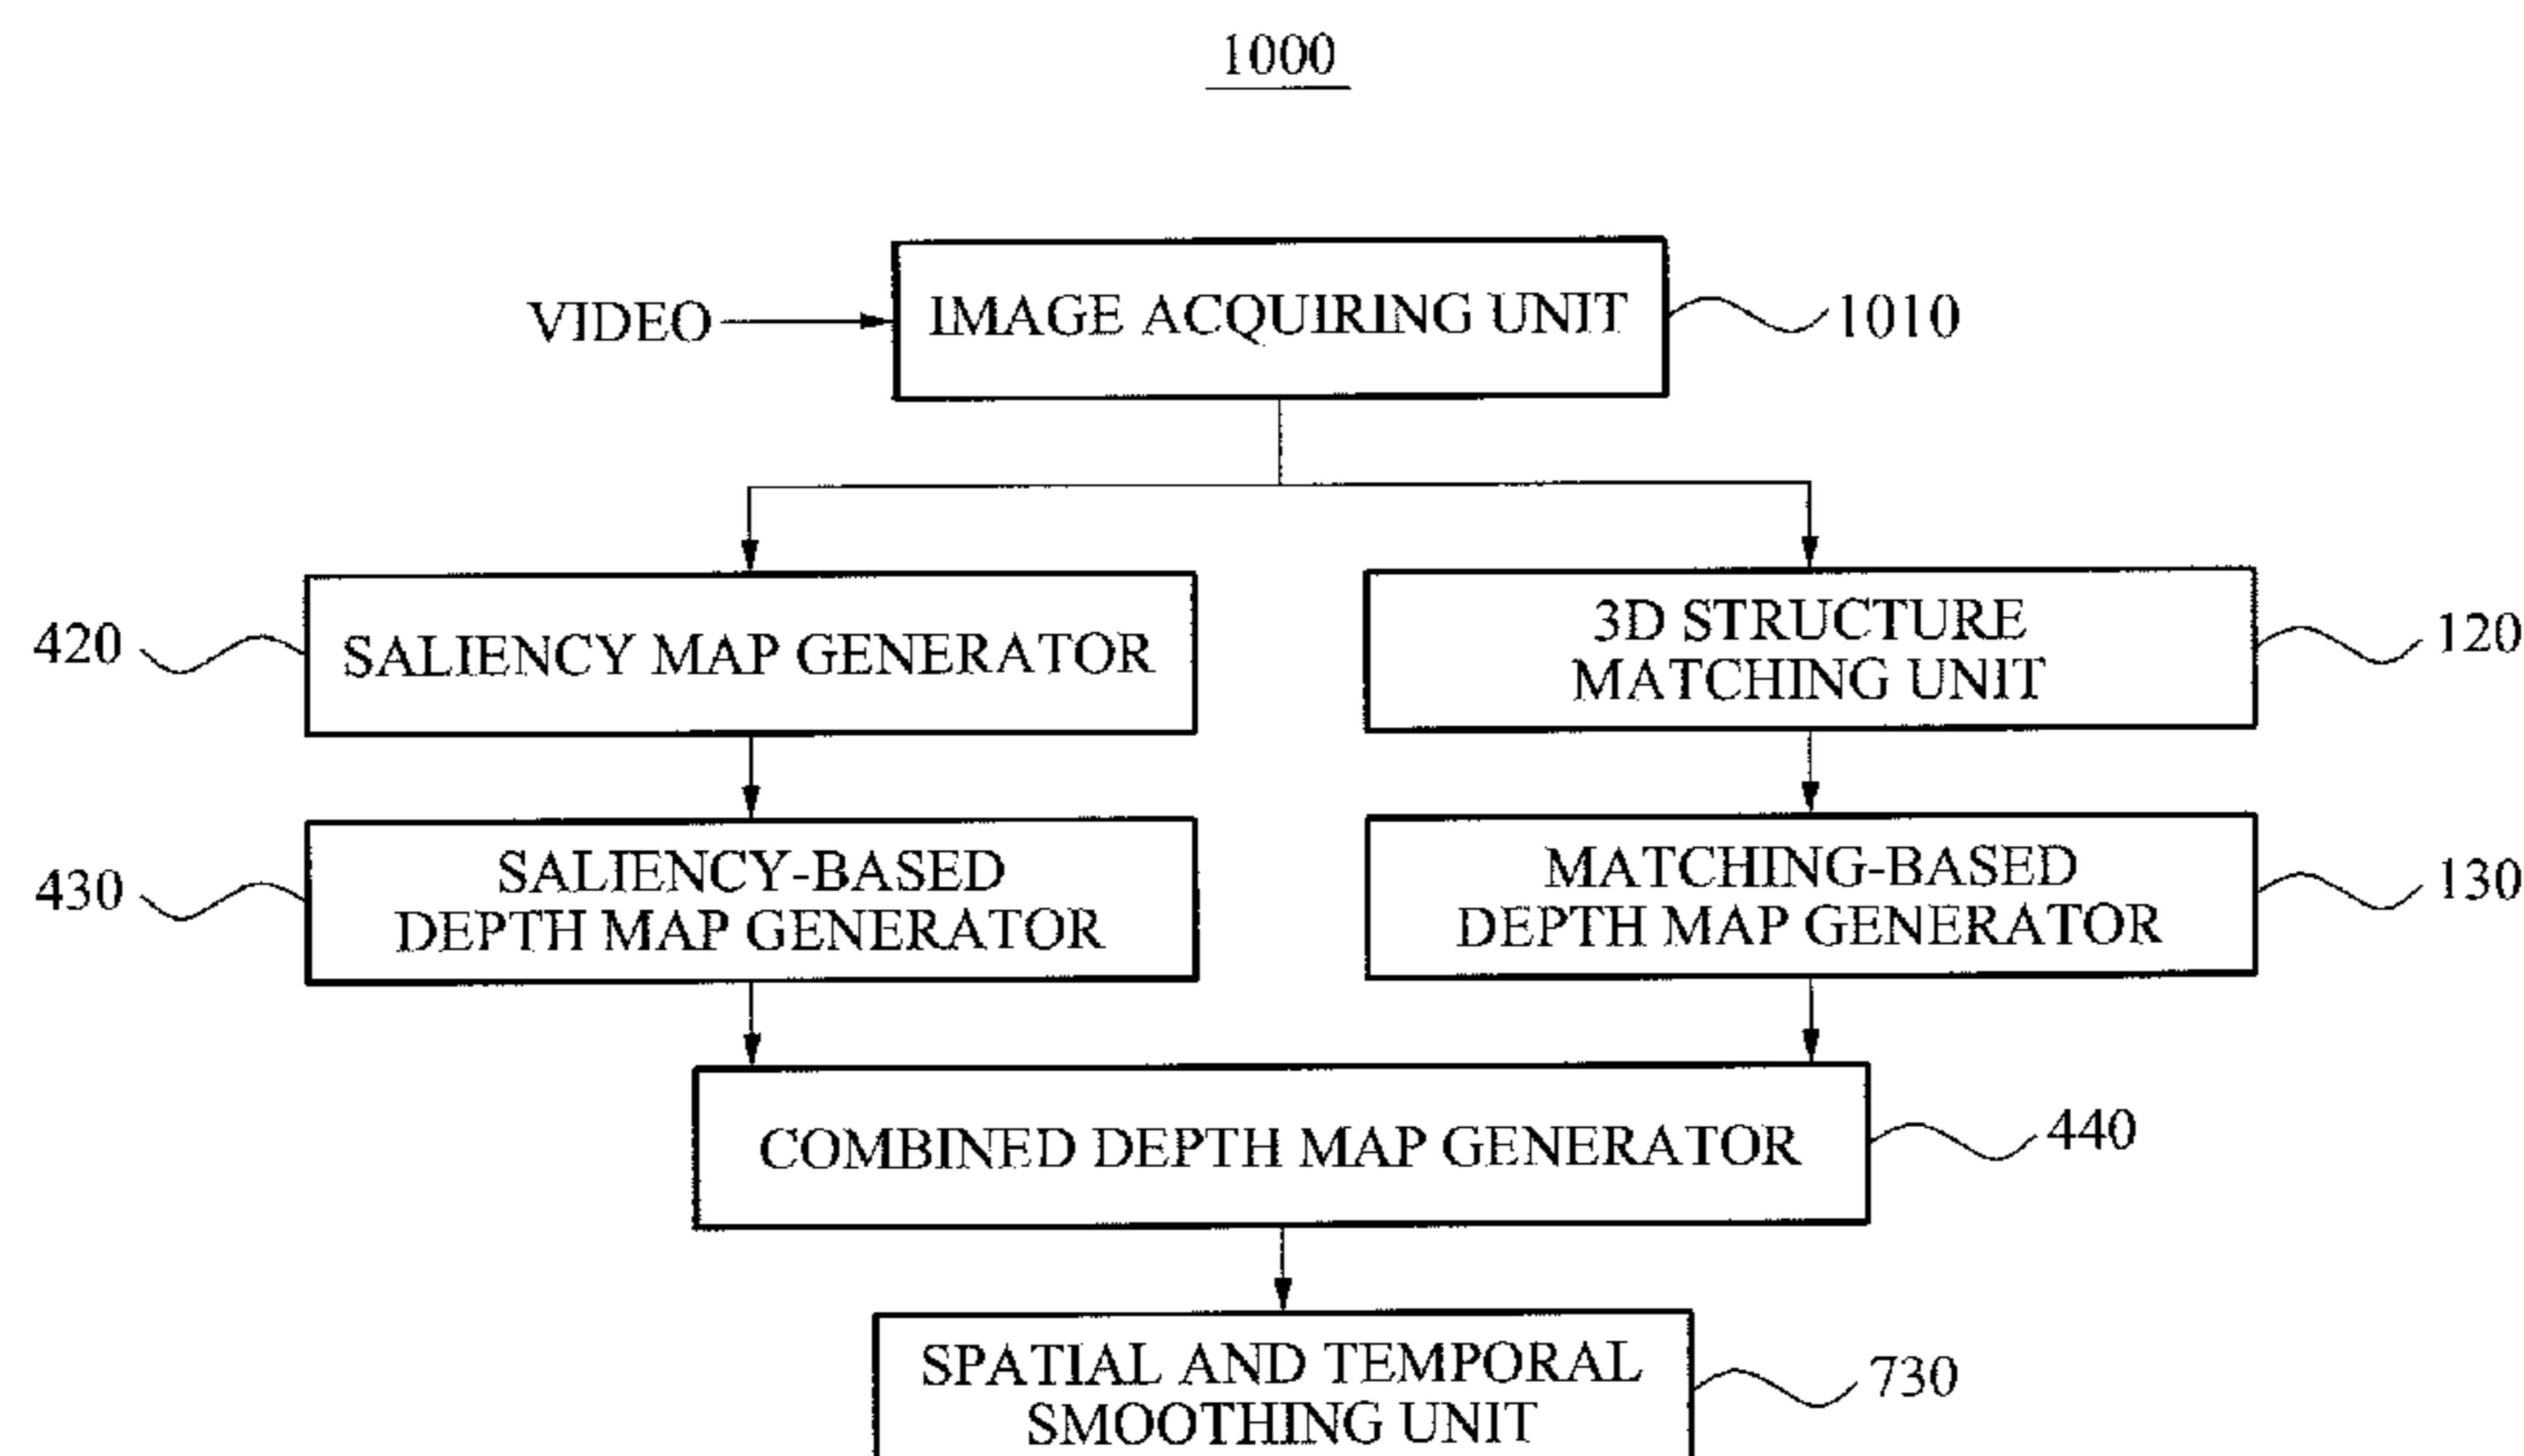 1000
VIDEO
IMAGE ACQUIRING UNIT
1010
420
SALIENCY MAP GENERATOR
3D STRUCTURE
MATCHING UNIT
120
430
SALIENCY-BASED
DEPTH MAP GENERATOR
MATCHING-BASED
DEPTH MAP GENERATOR
130
COMBINED DEPTH MAP GENERATOR
440
SPATIAL AND TEMPORAL
SMOOTHING UNIT
730